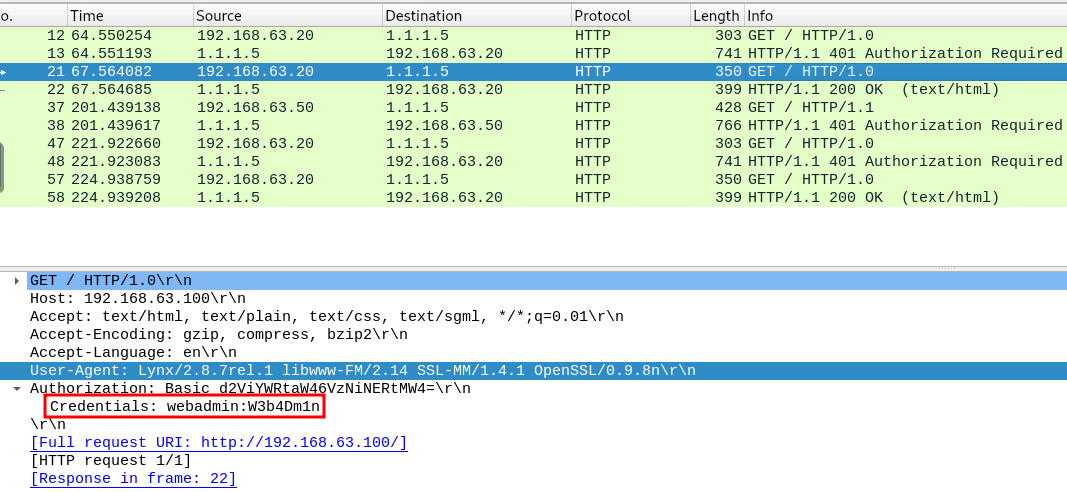 o. Time Source Destination Protocol Length Info
12 64.550254 192.168.63.20 1.1.1.5 HTTP 303 GET / HTTP/1.0
13 64.551193 1.1.1.5 192.168.63.20 HTTP 741 HTTP/1.1 401 Authorization Required
21 67.564082 192.168.63.20 1.1.1.5 HTTP 350 GET / HTTP/1.0
22 67.564685 1.1.1.5 192.168.63.20 HTTP 399 HTTP/1.1 200 OK (text/html)
37 201.439138 192.168.63.50 1.1.1.5 HTTP 428 GET / HTTP/1.1
38 201.439617 1.1.1.5 192.168.63.50 HTTP 766 HTTP/1.1 401 Authorization Required
47 221.922660 192.168.63.20 1.1.1.5 HTTP 303 GET / HTTP/1.0
48 221.923083 1.1.1.5 192.168.63.20 HTTP 741 HTTP/1.1 401 Authorization Required
57 224.938759 192.168.63.20 1.1.1.5 HTTP 350 GET / HTTP/1.0
58 224.939208 1.1.1.5 192.168.63.20 HTTP 399 HTTP/1.1 200 OK (text/html)
GET / HTTP/1.0\r\n
Host: 192.168.63.100\r\n
Accept: text/html, text/plain, text/css, text/sgml, */*;q=0.01\r\n
Accept-Encoding: gzip, compress, bzip2\r\n
Accept-Language: en\r\n
User-Agent: Lynx/2.8.7rel.1 libwww-FM/2.14 SSL-MM/1.4.1 OpenSSL/0.9.8n\r\n
Authorization: Basic d2ViYWRtaW46VzNiNERtMW4=\r\n
Credentials: webadmin:W3b4Dm1n
\r\n
[Full request URI: http://192.168.63.100/]
[HTTP request 1/1]
[Response in frame: 22]